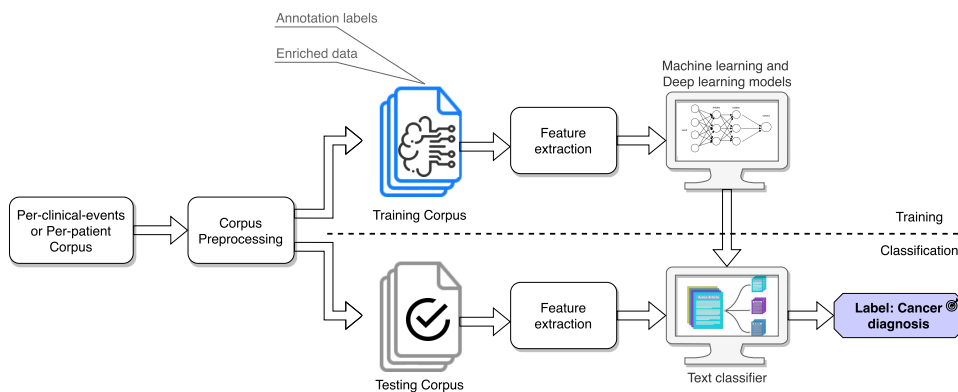 Annotation labels
Enriched data
Machine learning and
Deep learning models
Feature
extraction
Training Corpus
Per-clinical-events
or Per-patient
Corpus
Corpus
Preprocessing
Training
Classification
Feature
extraction
Label: Cancer
diagnosis
Testing Corpus
Text classifier